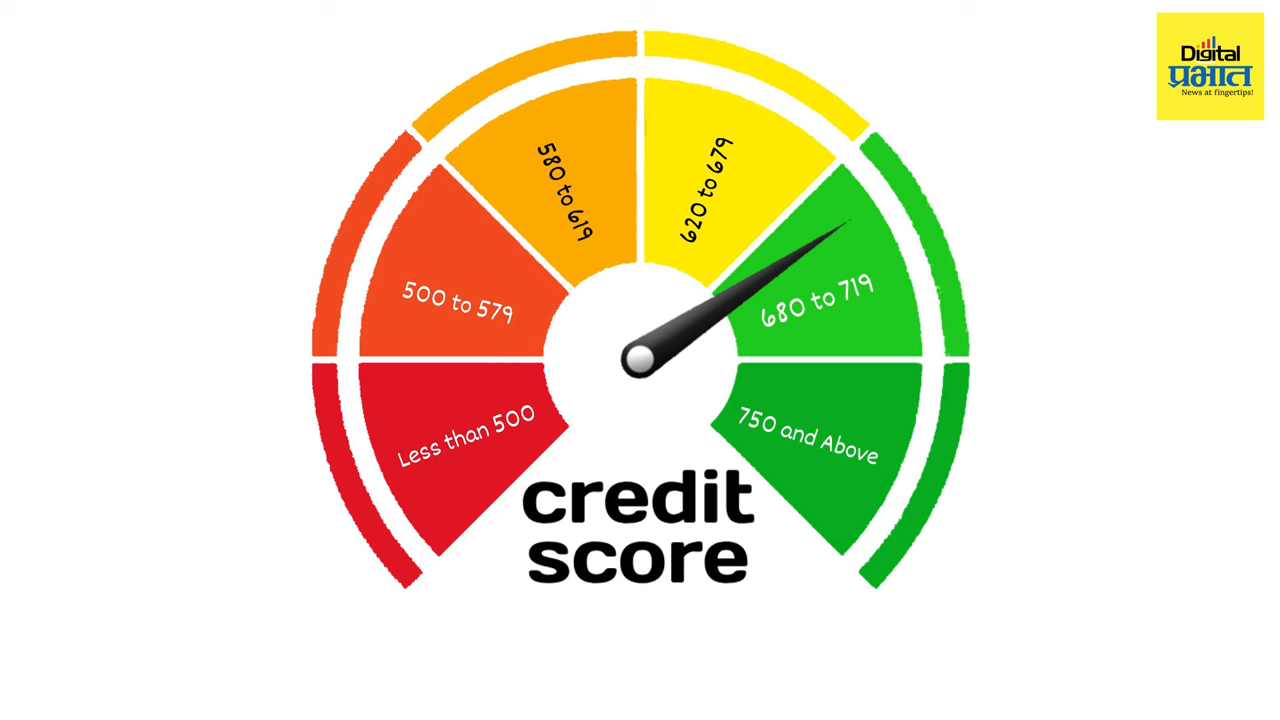 Digital
प्रभात
News at fingertips!
580 to 619
620 to 679
500 to 579
680 to 719
Less than 500
750 and Above
credit
score